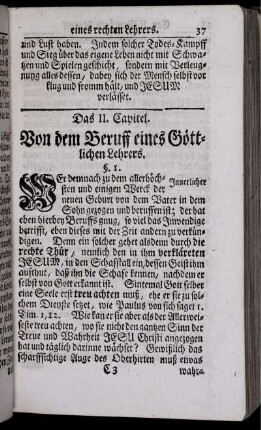 eines rechten Lehrers. 37
und Lust haben. Indem solcher Todes-Kampff
und Sieg über das eigene Leben nicht mit Schwa-
tzen und Spielen geschicht, sondern mit Verleug-
nung alles dessen, dabey sich der Mensch selbst vor
klug und fromm hält, und JESUM
verlässet.
Das II. Capitel.
Von dem Beruff eines Gött-
lichen Lehrers.
§. 1.
WEr demnach zu dem allerhöch-
sten und einigen Werck der
neuen Geburt von dem Vater in dem
Sohn gezogen und beruffen ist; der hat
eben hierbey Beruffs gnug, so viel das Inwendige
betrifft, eben dieses mit der Zeit andern zu verkün-
digen. Denn ein solcher gehet als denn durch die
rechte Thür, nemlich den in ihm verklärten
JESUM, in den Schafstall ein, dessen Geist ihm
aufthut, daß ihn die Schafe kennen, nachdem er
selbst von GOtt erkannt ist. Sintemal GOtt selber
eine Seele erst treu achten muß, ehe er sie zu sol-
chem Dienste setzet, wie Paulus von sich saget 1.
Tim. 1, 12. Wie kan er sie aber als der Allerwei-
seste treu achten, wo sie nicht den gantzen Sinn der
Treue und Wahrheit JESU Christi angezogen
hat und täglich darinne wächset? Gewißlich das
scharffsichtige Auge des Oberhirten muß etwas
C 3 wahr-
Innerlicher